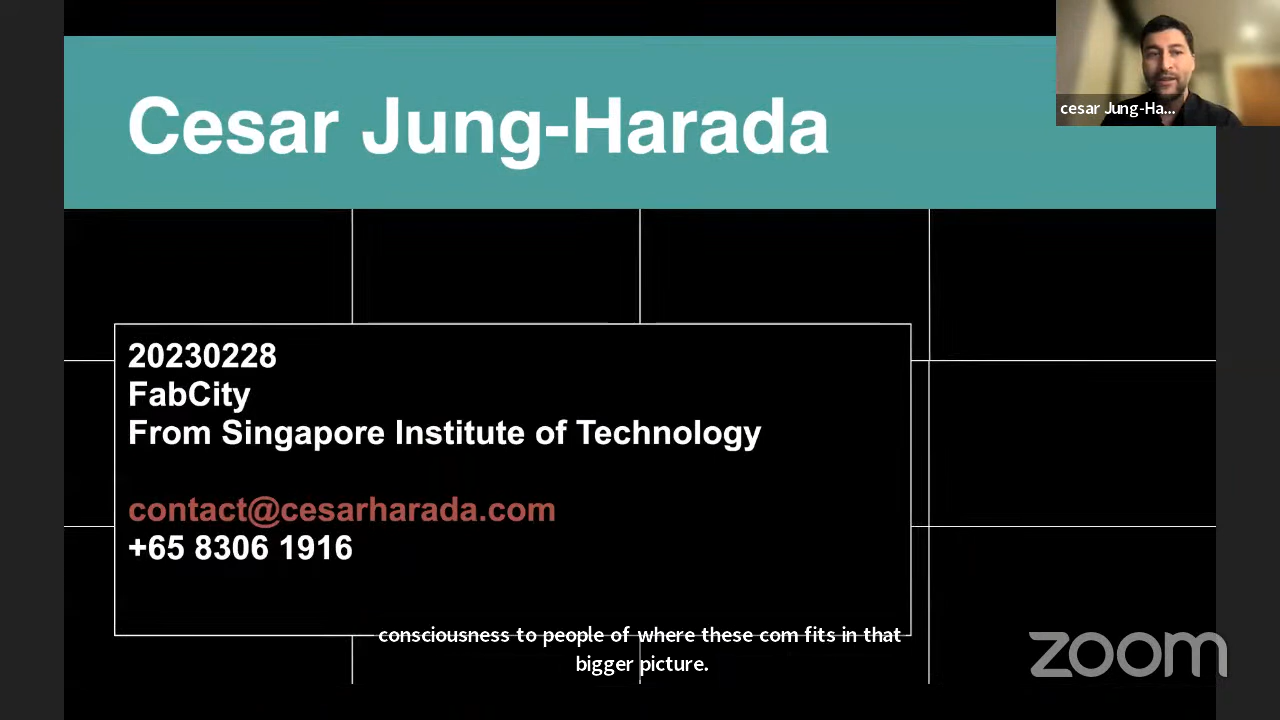 Cesar Jung-Harada
cesar Jung-Ha...
20230228
FabCity
From Singapore Institute of Technology
contact@cesarharada.com
+65 8306 1916
consciousness to people of where these com fits in that
bigger picture.
zoom